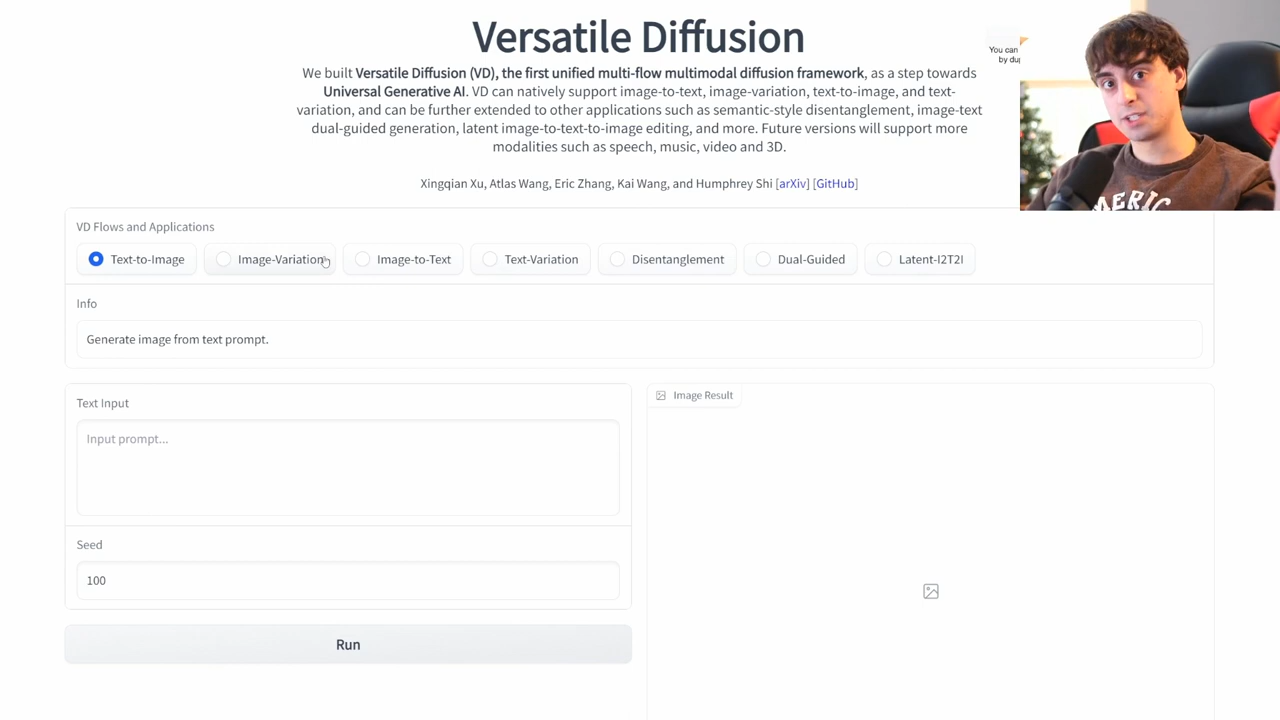 Versatile Diffusion
We built Versatile Diffusion (VD), the first unified multi-flow multimodal diffusion framework, as a step towards
Universal Generative AI. VD can natively support image-to-text, image-variation, text-to-image, and text-
variation, and can be further extended to other applications such as semantic-style disentanglement, image-text
dual-guided generation, latent image-to-text-to-image editing, and more. Future versions will support more
modalities such as speech, music, video and 3D.
You can
by du
Xingqian Xu, Atlas Wang, Eric Zhang, Kai Wang, and Humphrey Shi [arXiv] [GitHub]
VD Flows and Applications
Text-to-Image Image-Variation Image-to-Text Text-Variation Disentanglement Dual-Guided Latent-I2T2I
Info
Generate image from text prompt.
Text Input
Input prompt...
Seed
100
Run
Image Result